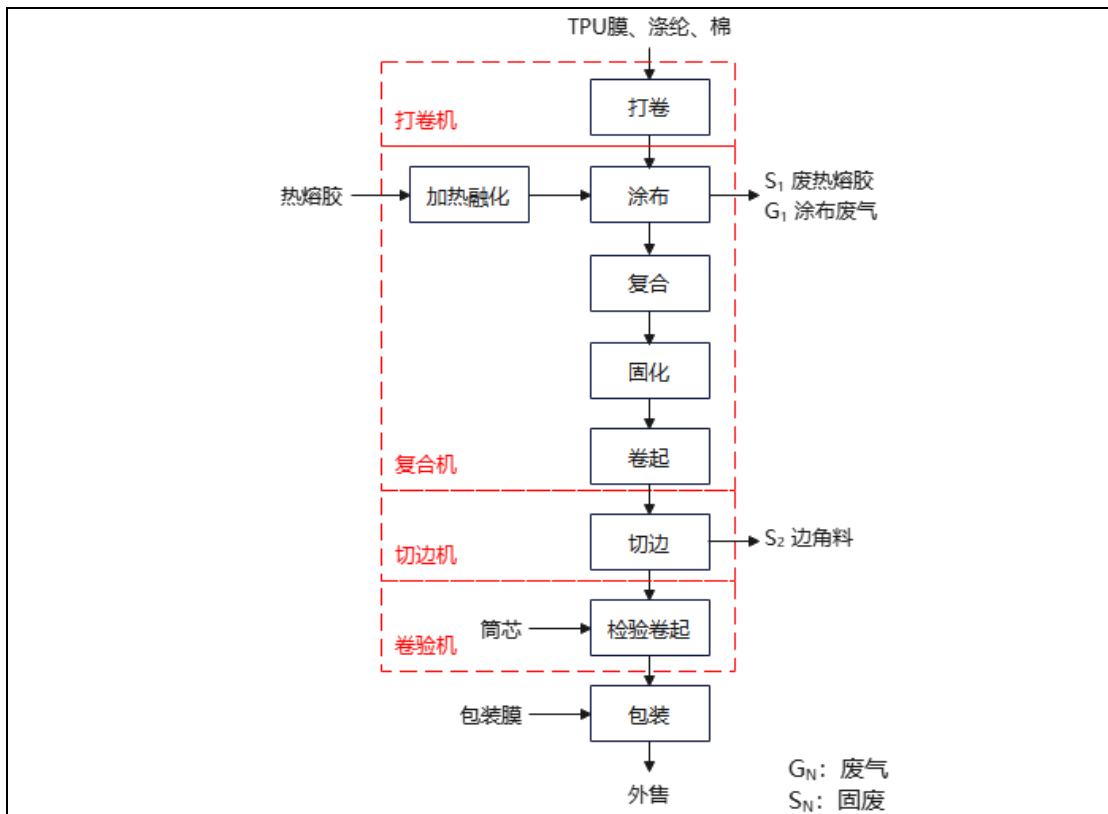 TPU膜、涤纶、棉
打卷
打卷机
热熔胶
加热融化
涂布
S₁ 废热熔胶
G₁ 涂布废气
复合
固化
卷起
复合机
切边
S₂ 边角料
切边机
筒芯
检验卷起
卷验机
包装膜
包装
外售
G_N：废气
S_N：固废